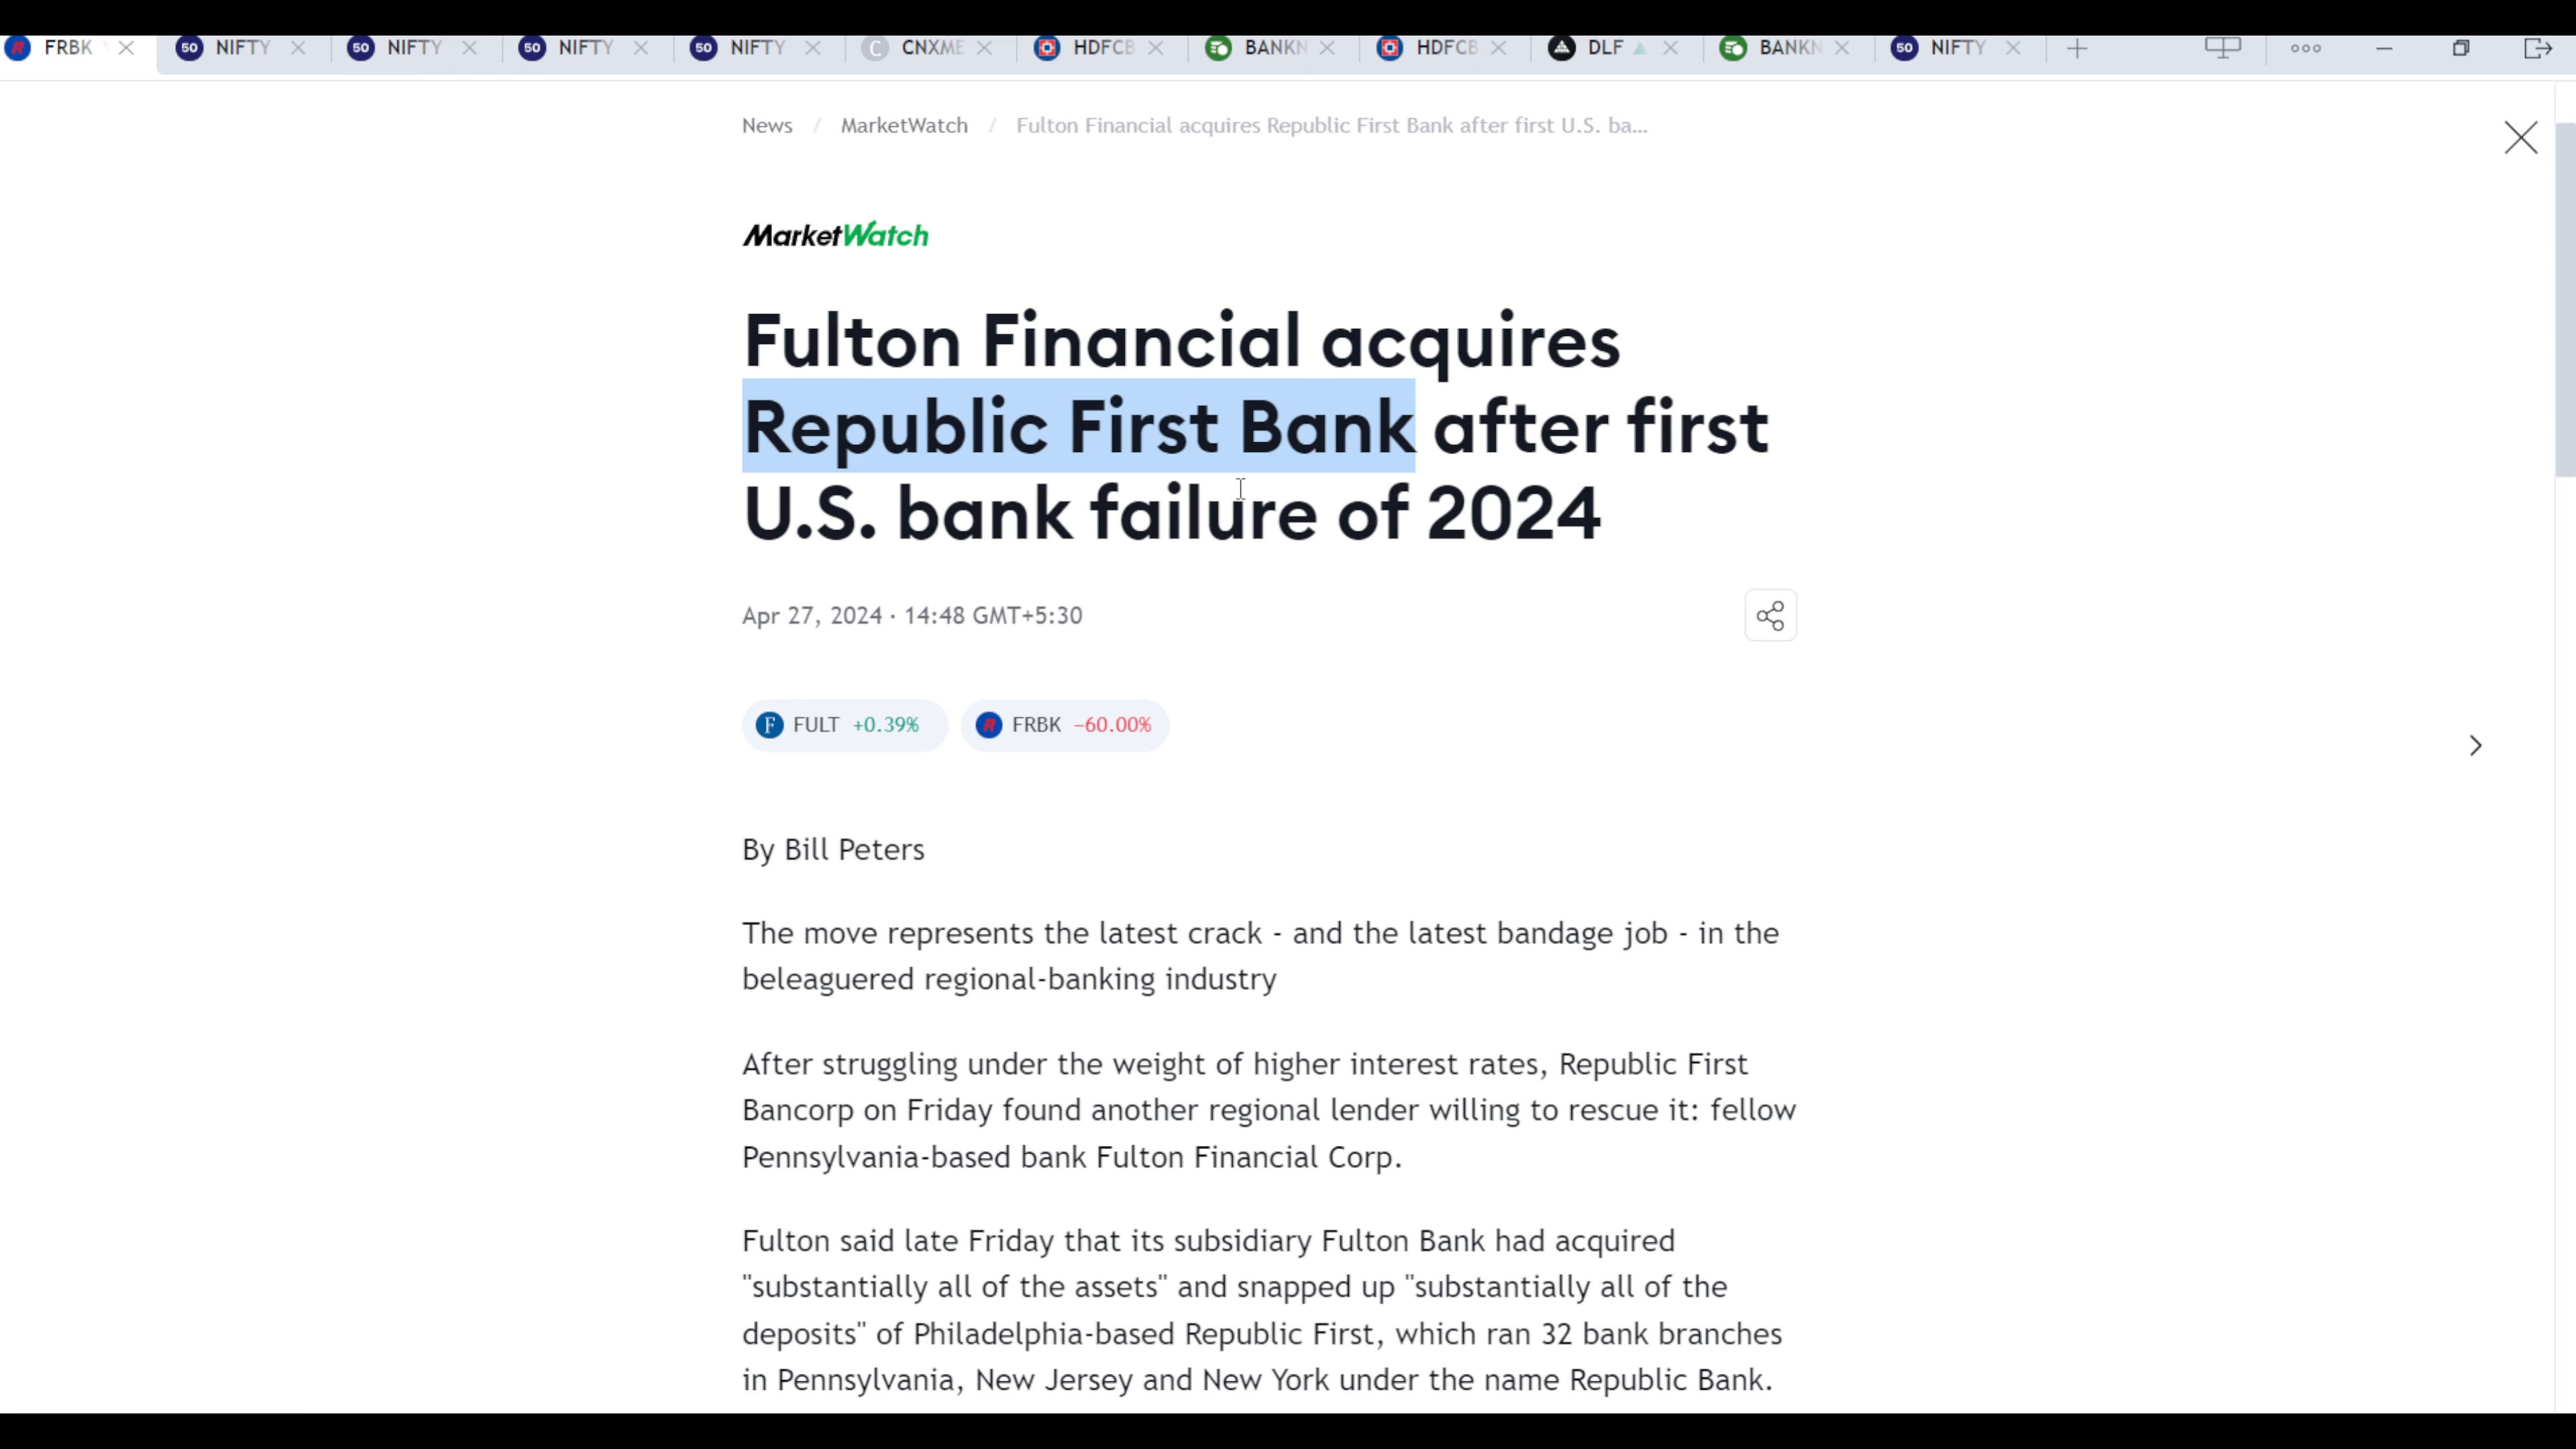 FRBK NIFTY NIFTY NIFTY NIFTY CNXME HDFCB BANKN HDFCB DLF BANKN NIFTY
News / MarketWatch / Fulton Financial acquires Republic First Bank after first U.S. ba...
MarketWatch
Fulton Financial acquires
Republic First Bank after first
U.S. bank failure of 2024
Apr 27, 2024 · 14:48 GMT+5:30
FULT +0.39% FRBK −60.00%
By Bill Peters
The move represents the latest crack - and the latest bandage job - in the
beleaguered regional-banking industry
After struggling under the weight of higher interest rates, Republic First
Bancorp on Friday found another regional lender willing to rescue it: fellow
Pennsylvania-based bank Fulton Financial Corp.
Fulton said late Friday that its subsidiary Fulton Bank had acquired
"substantially all of the assets" and snapped up "substantially all of the
deposits" of Philadelphia-based Republic First, which ran 32 bank branches
in Pennsylvania, New Jersey and New York under the name Republic Bank.